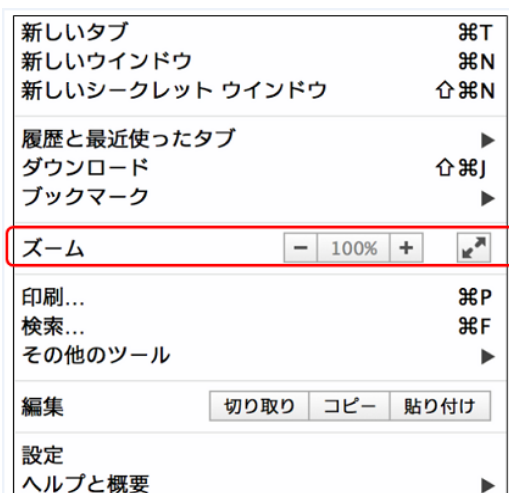 新しいタブ ⌘T
新しいウインドウ ⌘N
新しいシークレット ウインドウ ⇧⌘N
履歴と最近使ったタブ ▶
ダウンロード ⇧⌘J
ブックマーク ▶
ズーム − 100% +
印刷... ⌘P
検索... ⌘F
その他のツール ▶
編集 切り取り コピー 貼り付け
設定
ヘルプと概要 ▶